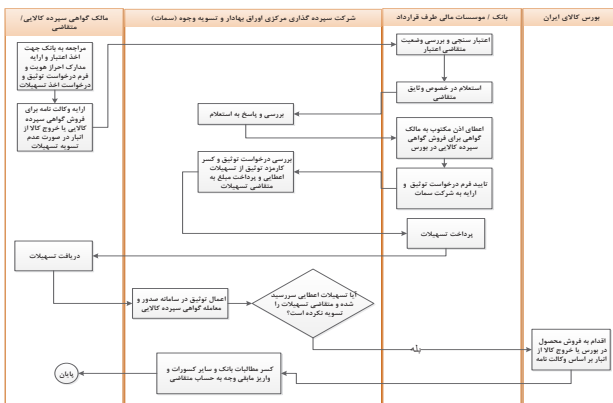 مالک گواهی سپرده کالایی/
متقاضی
شرکت سپرده گذاری مرکزی اوراق بهادار و تسویه وجوه (سمات)
بانک / موسسات مالی طرف قرارداد
بورس کالای ایران
مراجعه به بانک جهت
اخذ اعتبار و ارایه
مدارک احراز هویت و
فرم درخواست توثیق و
درخواست اخذ تسهیلات
ارایه وکالت نامه برای
فروش گواهی سپرده
کالایی یا خروج کالا از
انبار در صورت عدم
تسویه تسهیلات
اعتبار سنجی و بررسی وضعیت
متقاضی اعتبار
استعلام در خصوص وثایق
متقاضی
بررسی و پاسخ به استعلام
اعطای اذن مکتوب به مالک
گواهی برای فروش گواهی
سپرده کالایی در بورس
تایید فرم درخواست توثیق و
ارایه به شرکت سمات
بررسی درخواست توثیق و کسر
کارمزد توثیق از تسهیلات
اعطایی و پرداخت مبلغ به
متقاضی تسهیلات
پرداخت تسهیلات
دریافت تسهیلات
اعمال توثیق در سامانه صدور و
معامله گواهی سپرده کالایی
آیا تسهیلات اعطایی سررسید
شده و متقاضی تسهیلات را
تسویه نکرده است؟
بله
اقدام به فروش محصول
در بورس یا خروج کالا از
انبار بر اساس وکالت نامه
کسر مطالبات بانک و سایر کسورات و
واریز مابقی وجه به حساب متقاضی
پایان